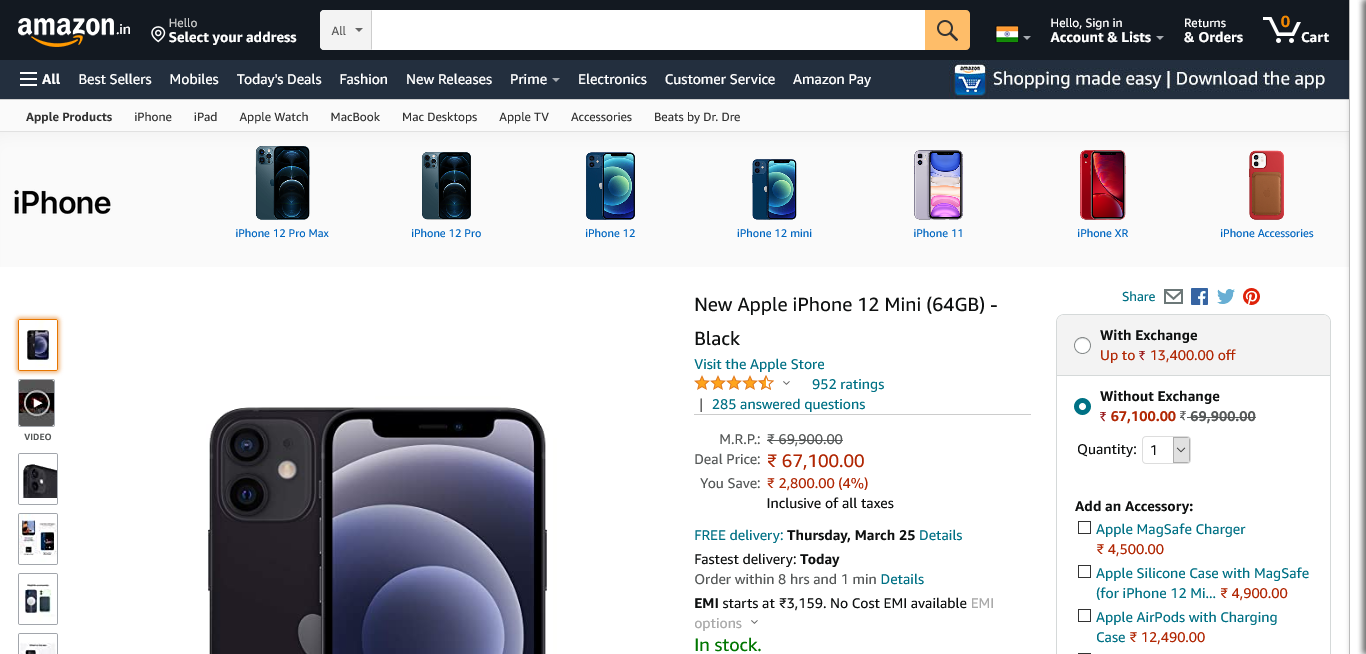 amazon.in
Hello
Select your address
All
Hello, Sign in
Account & Lists
Returns
& Orders
0
Cart
All
Best Sellers
Mobiles
Today's Deals
Fashion
New Releases
Prime
Electronics
Customer Service
Amazon Pay
amazon
Shopping made easy | Download the app
Apple Products
iPhone
iPad
Apple Watch
MacBook
Mac Desktops
Apple TV
Accessories
Beats by Dr. Dre
iPhone
iPhone 12 Pro Max
iPhone 12 Pro
iPhone 12
iPhone 12 mini
iPhone 11
iPhone XR
iPhone Accessories
VIDEO
New Apple iPhone 12 Mini (64GB) -
Black
Visit the Apple Store
952 ratings
| 285 answered questions
M.R.P.: ₹ 69,900.00
Deal Price: ₹ 67,100.00
You Save: ₹ 2,800.00 (4%)
Inclusive of all taxes
FREE delivery: Thursday, March 25 Details
Fastest delivery: Today
Order within 8 hrs and 1 min Details
EMI starts at ₹3,159. No Cost EMI available EMI
options
In stock.
Share
With Exchange
Up to ₹ 13,400.00 off
Without Exchange
₹ 67,100.00 ₹ 69,900.00
Quantity: 1
Add an Accessory:
Apple MagSafe Charger
₹ 4,500.00
Apple Silicone Case with MagSafe
(for iPhone 12 Mi... ₹ 4,900.00
Apple AirPods with Charging
Case ₹ 12,490.00